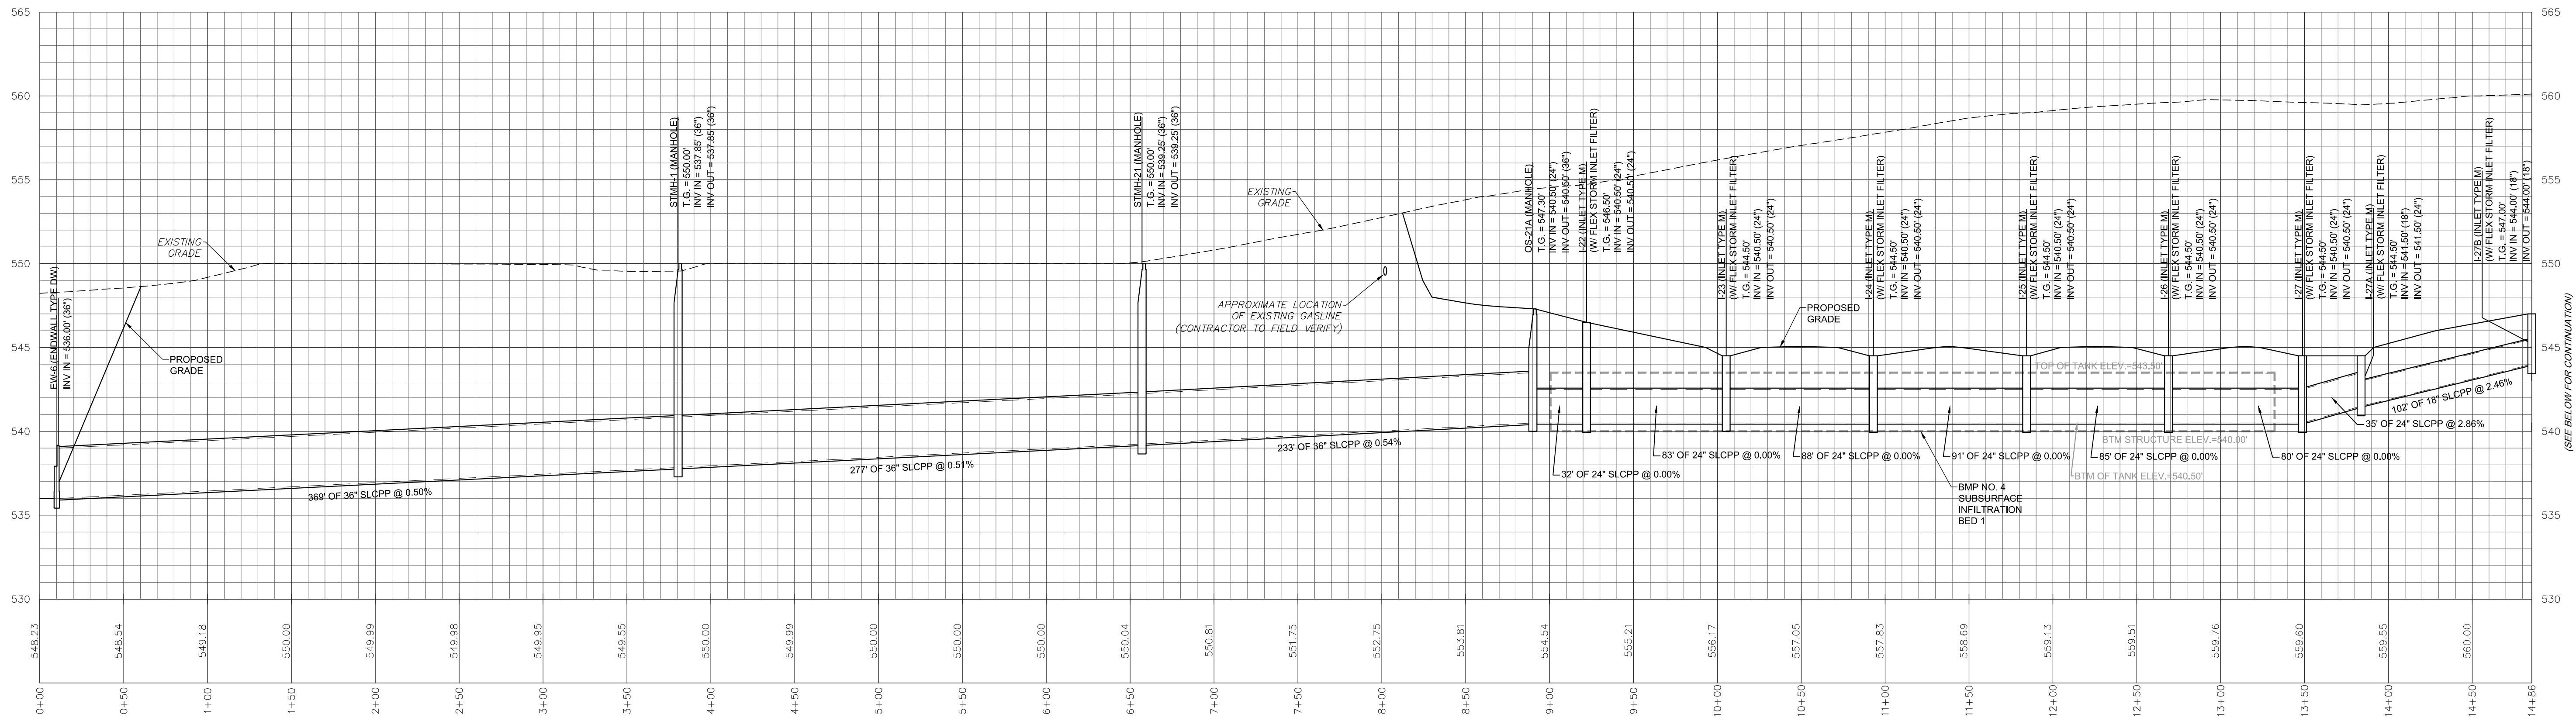 565
560
555
550
545
540
535
530
565
560
555
550
545
540
535
530
EXISTING
GRADE
EW-6 (ENDWALL TYPE DW)
INV IN = 536.00' (36")
PROPOSED
GRADE
369' OF 36" SLCPP @ 0.50%
STMH-1 (MANHOLE)
T.G. = 550.00'
INV IN = 537.85' (36")
INV OUT = 537.85' (36")
277' OF 36" SLCPP @ 0.51%
STMH-21 (MANHOLE)
T.G. = 550.00'
INV IN = 539.25' (36")
INV OUT = 539.25' (36")
233' OF 36" SLCPP @ 0.54%
EXISTING
GRADE
APPROXIMATE LOCATION
OF EXISTING GASLINE
(CONTRACTOR TO FIELD VERIFY)
OS-21A (MANHOLE)
T.G. = 547.30'
INV IN = 540.50' (24")
INV OUT = 540.50' (36")
I-22 (INLET TYPE M)
(W/ FLEX STORM INLET FILTER)
T.G. = 546.50'
INV IN = 540.50' (24")
INV OUT = 540.50' (24")
I-23 (INLET TYPE M)
(W/ FLEX STORM INLET FILTER)
T.G. = 544.50'
INV IN = 540.50' (24")
INV OUT = 540.50' (24")
PROPOSED
GRADE
I-24 (INLET TYPE M)
(W/ FLEX STORM INLET FILTER)
T.G. = 544.50'
INV IN = 540.50' (24")
INV OUT = 540.50' (24")
I-25 (INLET TYPE M)
(W/ FLEX STORM INLET FILTER)
T.G. = 544.50'
INV IN = 540.50' (24")
INV OUT = 540.50' (24")
I-26 (INLET TYPE M)
(W/ FLEX STORM INLET FILTER)
T.G. = 544.50'
INV IN = 540.50' (24")
INV OUT = 540.50' (24")
I-27 (INLET TYPE M)
(W/ FLEX STORM INLET FILTER)
T.G. = 544.50'
INV IN = 540.50' (24")
INV OUT = 540.50' (24")
I-27A (INLET TYPE M)
(W/ FLEX STORM INLET FILTER)
T.G. = 544.50'
INV IN = 541.50' (18")
INV OUT = 541.50' (24")
I-27B (INLET TYPE M)
(W/ FLEX STORM INLET FILTER)
T.G. = 547.00'
INV IN = 544.00' (18")
INV OUT = 544.00' (18")
TOP OF TANK ELEV.=543.50'
BTM STRUCTURE ELEV.=540.00'
BTM OF TANK ELEV.=540.50'
32' OF 24" SLCPP @ 0.00%
83' OF 24" SLCPP @ 0.00%
88' OF 24" SLCPP @ 0.00%
91' OF 24" SLCPP @ 0.00%
85' OF 24" SLCPP @ 0.00%
80' OF 24" SLCPP @ 0.00%
35' OF 24" SLCPP @ 2.86%
102' OF 18" SLCPP @ 2.46%
BMP NO. 4
SUBSURFACE
INFILTRATION
BED 1
(SEE BELOW FOR CONTINUATION)
548.23
548.54
549.18
550.00
549.99
549.98
549.95
549.55
550.00
549.99
550.00
550.00
550.00
550.04
550.81
551.75
552.75
553.81
554.54
555.21
556.17
557.05
557.83
558.69
559.13
559.51
559.76
559.60
559.55
560.00
0+00
0+50
1+00
1+50
2+00
2+50
3+00
3+50
4+00
4+50
5+00
5+50
6+00
6+50
7+00
7+50
8+00
8+50
9+00
9+50
10+00
10+50
11+00
11+50
12+00
12+50
13+00
13+50
14+00
14+50
14+86